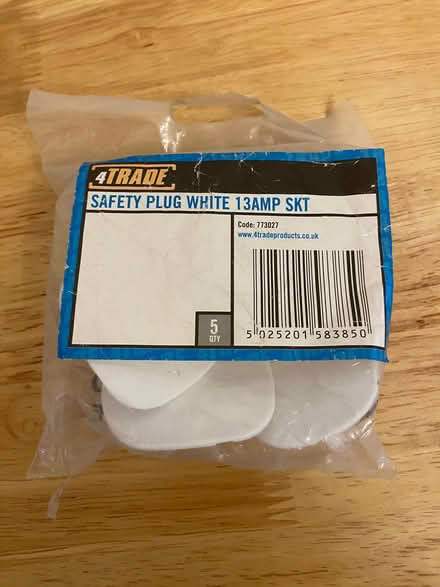 4TRADE
SAFETY PLUG WHITE 13AMP SKT
Code: 773027
www.4tradeproducts.co.uk
5
QTY
5 025201 583850